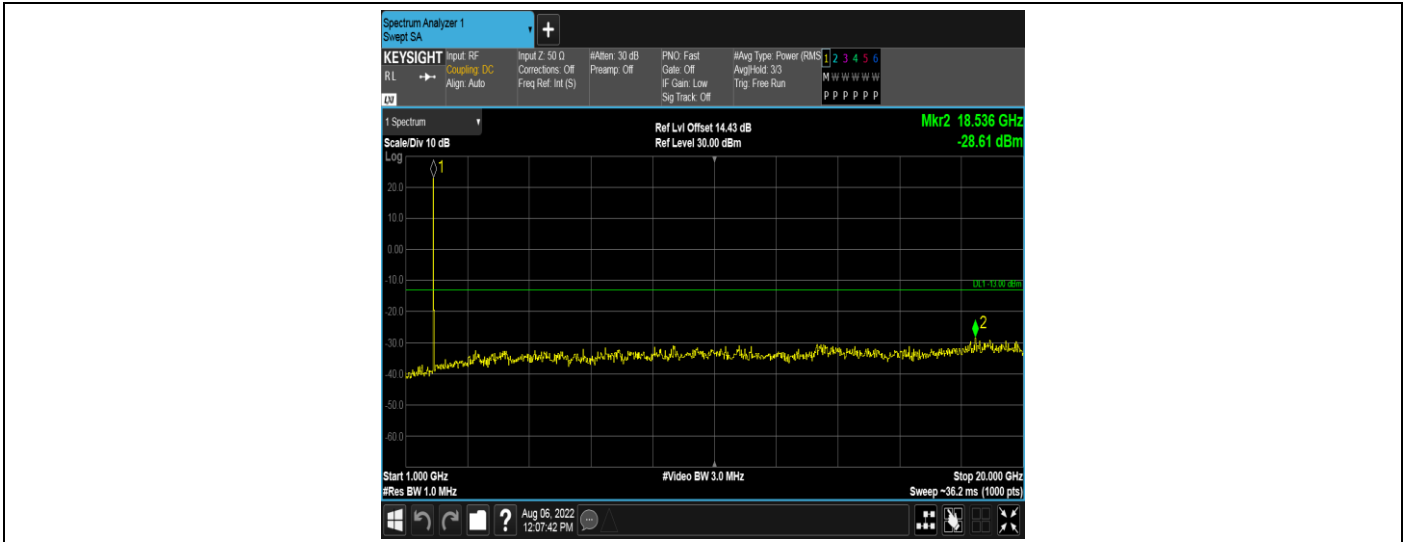 Spectrum Analyzer 1
Swept SA
+
KEYSIGHT
RL
LXI
Input: RF
Coupling: DC
Align: Auto
Input Z: 50 Ω
Corrections: Off
Freq Ref: Int (S)
#Atten: 30 dB
Preamp: Off
PNO: Fast
Gate: Off
IF Gain: Low
Sig Track: Off
#Avg Type: Power (RMS
Avg|Hold: 3/3
Trig: Free Run
1 2 3 4 5 6
M W W W W W
P P P P P P
1 Spectrum
Scale/Div 10 dB
Log
Ref Lvl Offset 14.43 dB
Ref Level 30.00 dBm
Mkr2 18.536 GHz
-28.61 dBm
1
20.0
10.0
0.00
-10.0
DL1 -13.00 dBm
-20.0
2
-30.0
-40.0
-50.0
-60.0
Start 1.000 GHz
#Video BW 3.0 MHz
Stop 20.000 GHz
#Res BW 1.0 MHz
Sweep ~36.2 ms (1000 pts)
?
Aug 06, 2022
12:07:42 PM